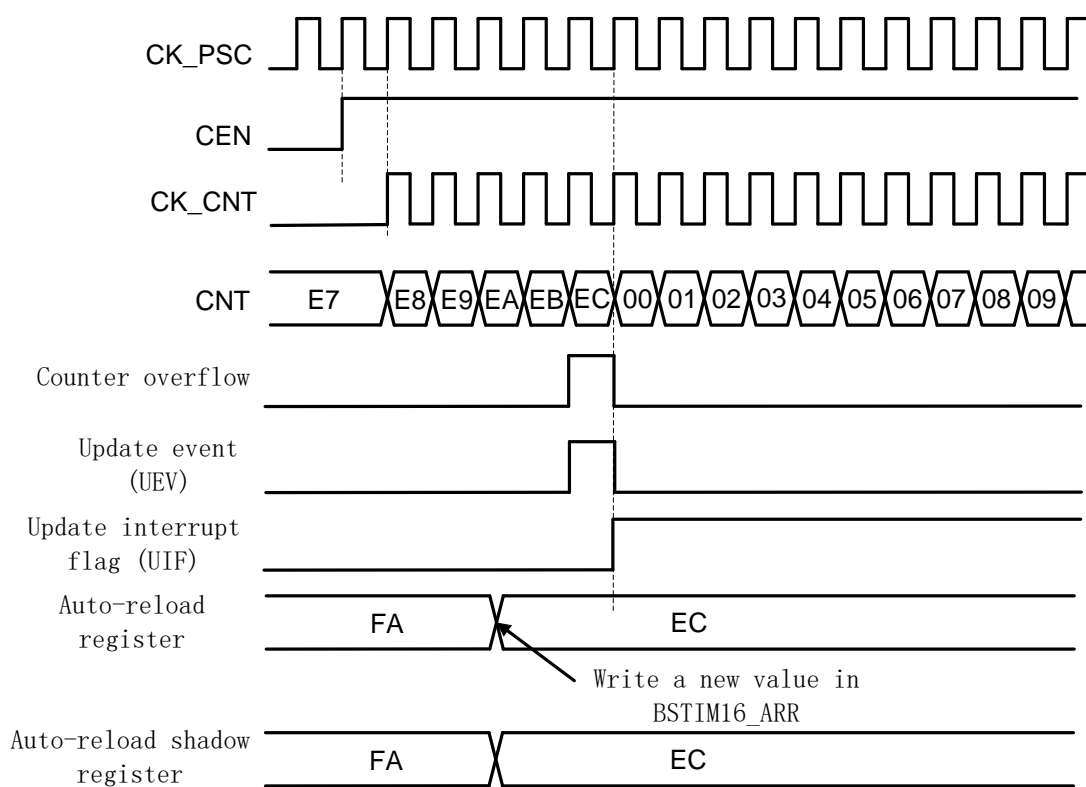 CK_PSC
CEN
CK_CNT
CNT E7 E8 E9 EA EB EC 00 01 02 03 04 05 06 07 08 09
Counter overflow
Update event
(UEV)
Update interrupt
flag (UIF)
Auto-reload
register
FA EC
Write a new value in
BSTIM16_ARR
Auto-reload shadow
register
FA EC